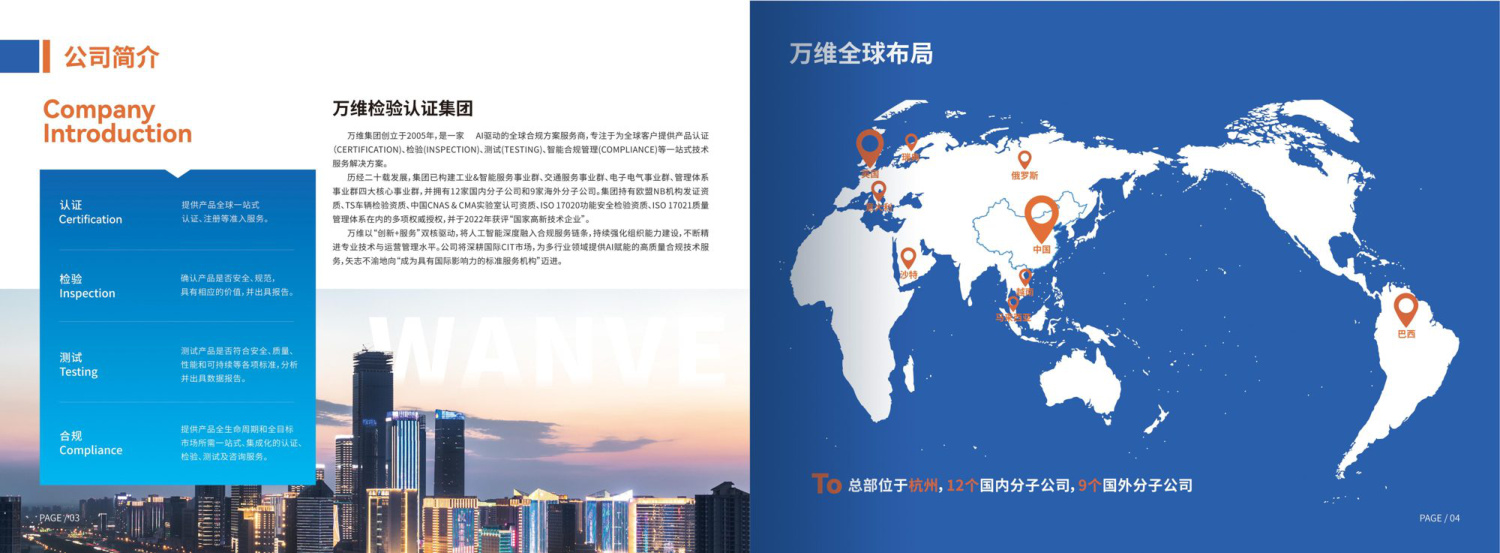 公司简介
Company
Introduction
认证
Certification
提供产品全球一站式
认证、注册等准入服务。
检验
Inspection
确认产品是否安全、规范,
具有相应的价值,并出具报告。
测试
Testing
测试产品是否符合安全、质量、
性能和可持续等各项标准,分析
并出具数据报告。
合规
Compliance
提供产品全生命周期和全目标
市场所需一站式、集成化的认证、
检验、测试及咨询服务。
万维检验认证集团
万维集团创立于2005年,是一家 AI驱动的全球合规方案服务商,专注于为全球客户提供产品认证
(CERTIFICATION)、检验(INSPECTION)、测试(TESTING)、智能合规管理(COMPLIANCE)等一站式技术
服务解决方案。
历经二十载发展,集团已构建工业&智能服务事业群、交通服务事业群、电子电气事业群、管理体系
事业群四大核心事业群,并拥有12家国内分子公司和9家海外分子公司。集团持有欧盟NB机构发证资
质、TS车辆检验资质、中国CNAS & CMA实验室认可资质、ISO 17020功能安全检验资质、ISO 17021质量
管理体系在内的多项权威授权,并于2022年获评“国家高新技术企业”。
万维以“创新+服务”双核驱动,将人工智能深度融入合规服务链条,持续强化组织能力建设,不断精
进专业技术与运营管理水平。公司将深耕国际CIT市场,为多行业领域提供AI赋能的高质量合规技术服
务,矢志不渝地向“成为具有国际影响力的标准服务机构”迈进。
WANVE
PAGE / 03
万维全球布局
英国
瑞典
俄罗斯
意大利
中国
沙特
越南
马来西亚
巴西
To 总部位于杭州, 12个国内分子公司, 9个国外分子公司
PAGE / 04